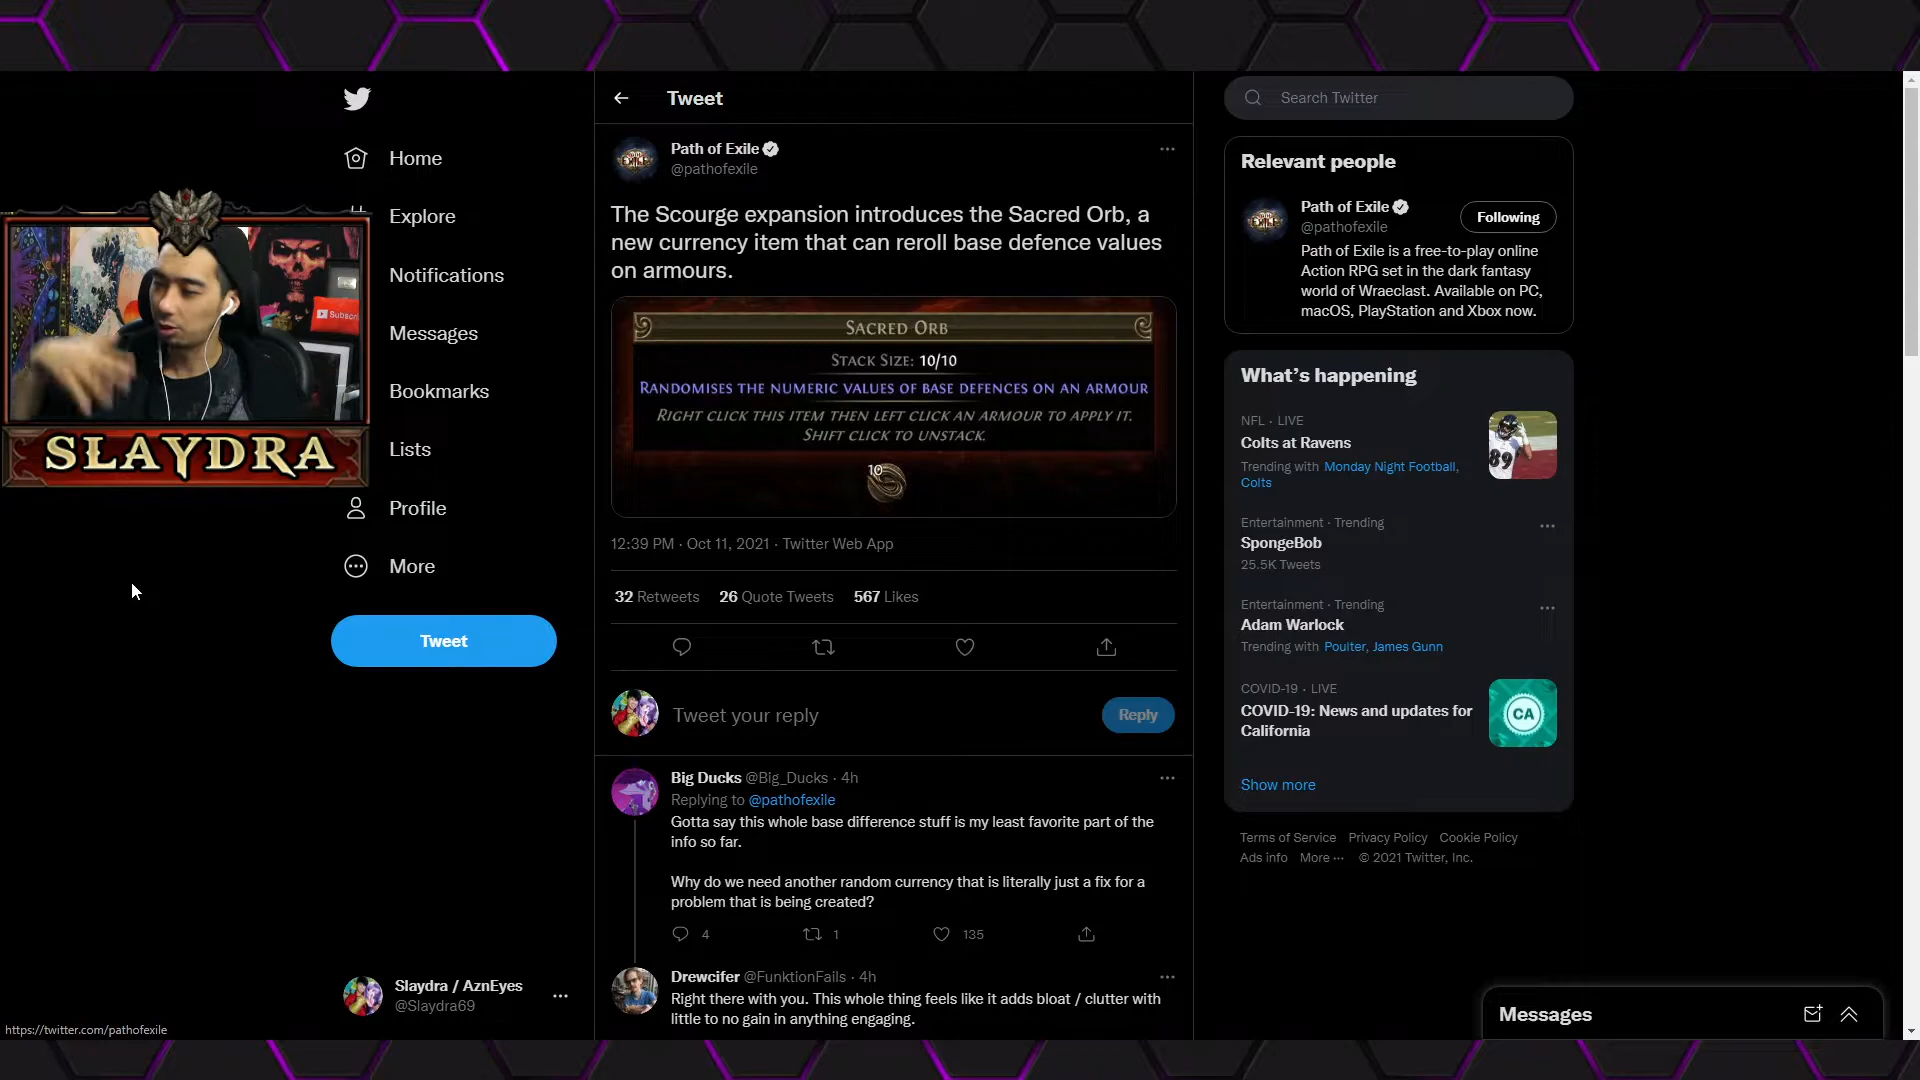 Tweet
Search Twitter
Path of Exile
@pathofexile
Home
Explore
Notifications
Messages
Bookmarks
Lists
Profile
More
Tweet
SLAYDRA
The Scourge expansion introduces the Sacred Orb, a
new currency item that can reroll base defence values
on armours.
SACRED ORB
STACK SIZE: 10/10
RANDOMISES THE NUMERIC VALUES OF BASE DEFENCES ON AN ARMOUR
RIGHT CLICK THIS ITEM THEN LEFT CLICK AN ARMOUR TO APPLY IT.
SHIFT CLICK TO UNSTACK.
10
12:39 PM · Oct 11, 2021 · Twitter Web App
32 Retweets 26 Quote Tweets 567 Likes
Tweet your reply
Reply
Big Ducks @Big_Ducks · 4h
Replying to @pathofexile
Gotta say this whole base difference stuff is my least favorite part of the
info so far.
Why do we need another random currency that is literally just a fix for a
problem that is being created?
4 1 135
Drewcifer @FunktionFails · 4h
Right there with you. This whole thing feels like it adds bloat / clutter with
little to no gain in anything engaging.
Relevant people
Path of Exile
@pathofexile
Following
Path of Exile is a free-to-play online
Action RPG set in the dark fantasy
world of Wraeclast. Available on PC,
macOS, PlayStation and Xbox now.
What's happening
NFL · LIVE
Colts at Ravens
Trending with Monday Night Football,
Colts
89
Entertainment · Trending
SpongeBob
25.5K Tweets
Entertainment · Trending
Adam Warlock
Trending with Poulter, James Gunn
COVID-19 · LIVE
COVID-19: News and updates for
California
CA
Show more
Terms of Service Privacy Policy Cookie Policy
Ads info More ··· © 2021 Twitter, Inc.
Slaydra / AznEyes
@Slaydra69
https://twitter.com/pathofexile
Messages